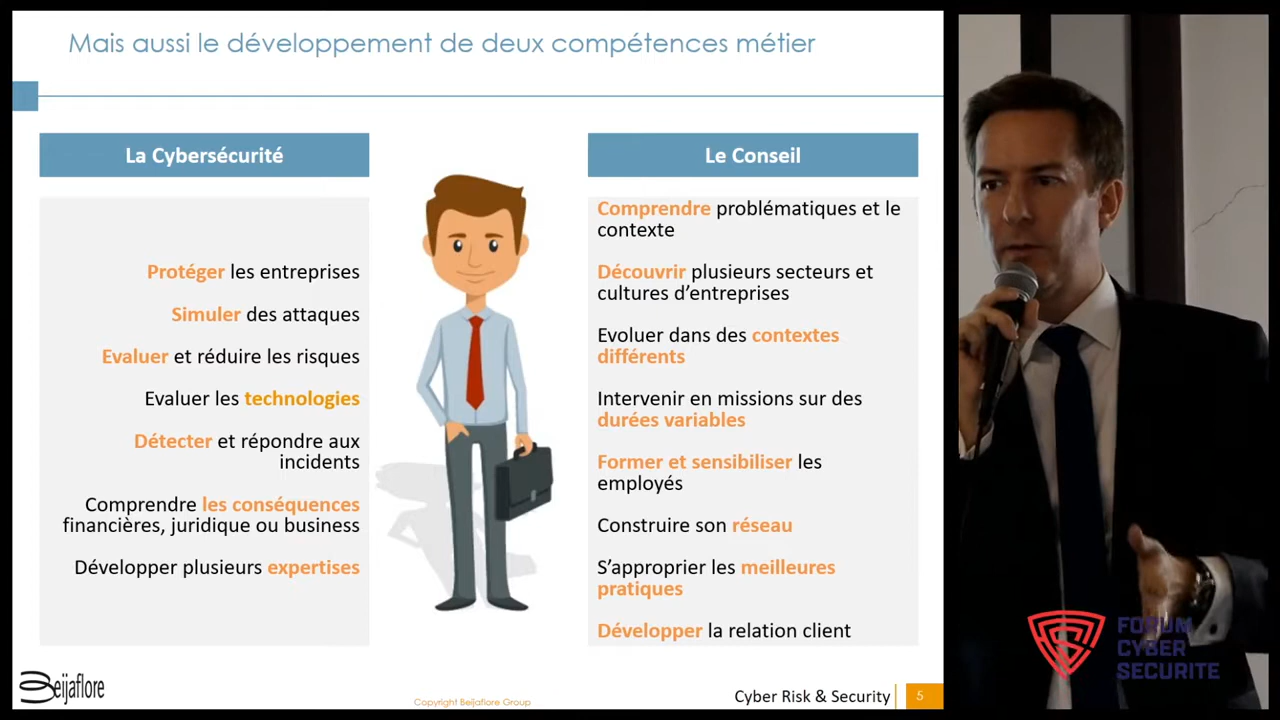 Mais aussi le développement de deux compétences métier
La Cybersécurité
Protéger les entreprises
Simuler des attaques
Evaluer et réduire les risques
Evaluer les technologies
Détecter et répondre aux
incidents
Comprendre les conséquences
financières, juridique ou business
Développer plusieurs expertises
Le Conseil
Comprendre problématiques et le
contexte
Découvrir plusieurs secteurs et
cultures d'entreprises
Evoluer dans des contextes
différents
Intervenir en missions sur des
durées variables
Former et sensibiliser les
employés
Construire son réseau
S'approprier les meilleures
pratiques
Développer la relation client
Beijaflore
Copyright Beijaflore Group
Cyber Risk & Security
5
FORUM
CYBER
SECURITE